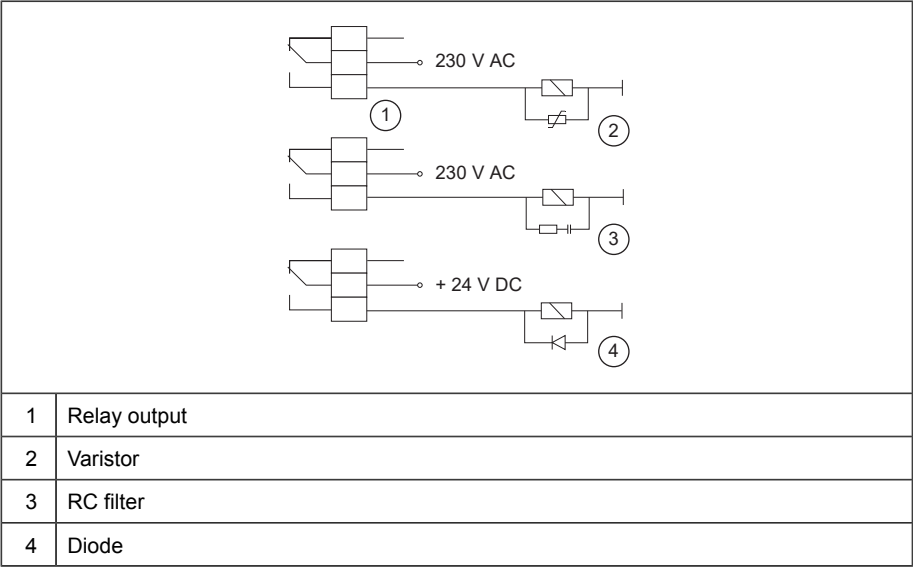 230 V AC
1
2
230 V AC
3
+ 24 V DC
4
1 Relay output
2 Varistor
3 RC filter
4 Diode